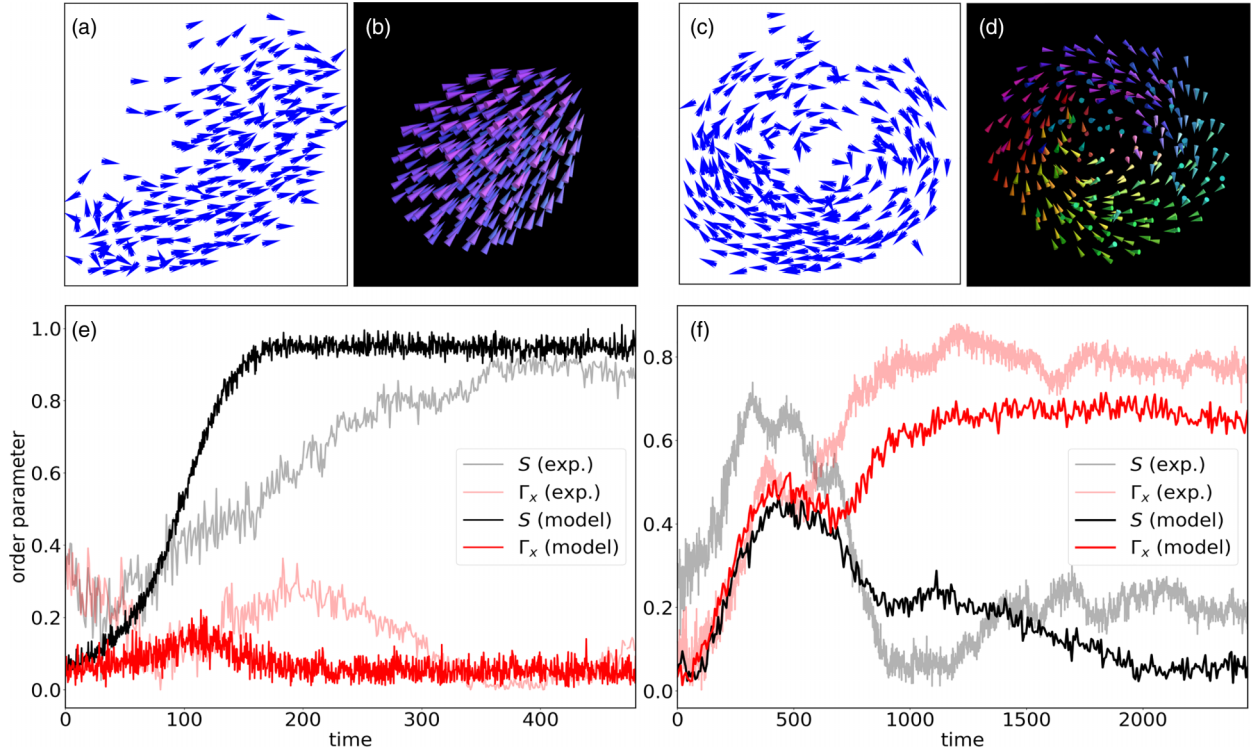 (a)
(b)
(c)
(d)
(e)
1.0
0.8
0.6
0.4
0.2
0.0
order parameter
S (exp.)
Γx (exp.)
S (model)
Γx (model)
0 100 200 300 400
time
(f)
0.8
0.6
0.4
0.2
0.0
S (exp.)
Γx (exp.)
S (model)
Γx (model)
0 500 1000 1500 2000
time